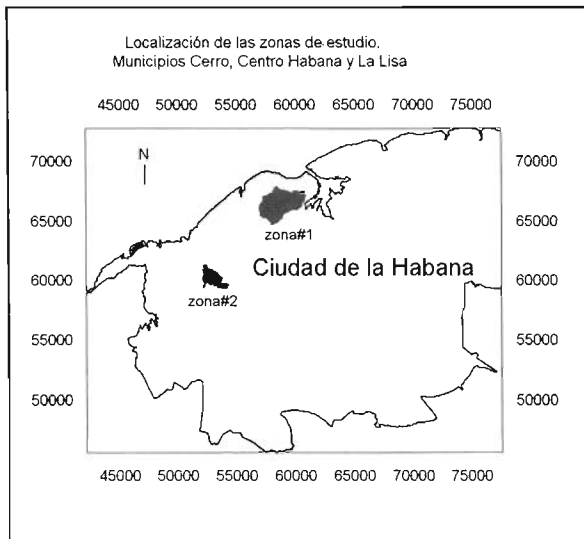 Localización de las zonas de estudio.
Municipios Cerro, Centro Habana y La Lisa
45000 50000 55000 60000 65000 70000 75000
70000 N 70000
65000 zona#1 65000
60000 Ciudad de la Habana 60000
zona#2
55000 55000
50000 50000
45000 50000 55000 60000 65000 70000 75000